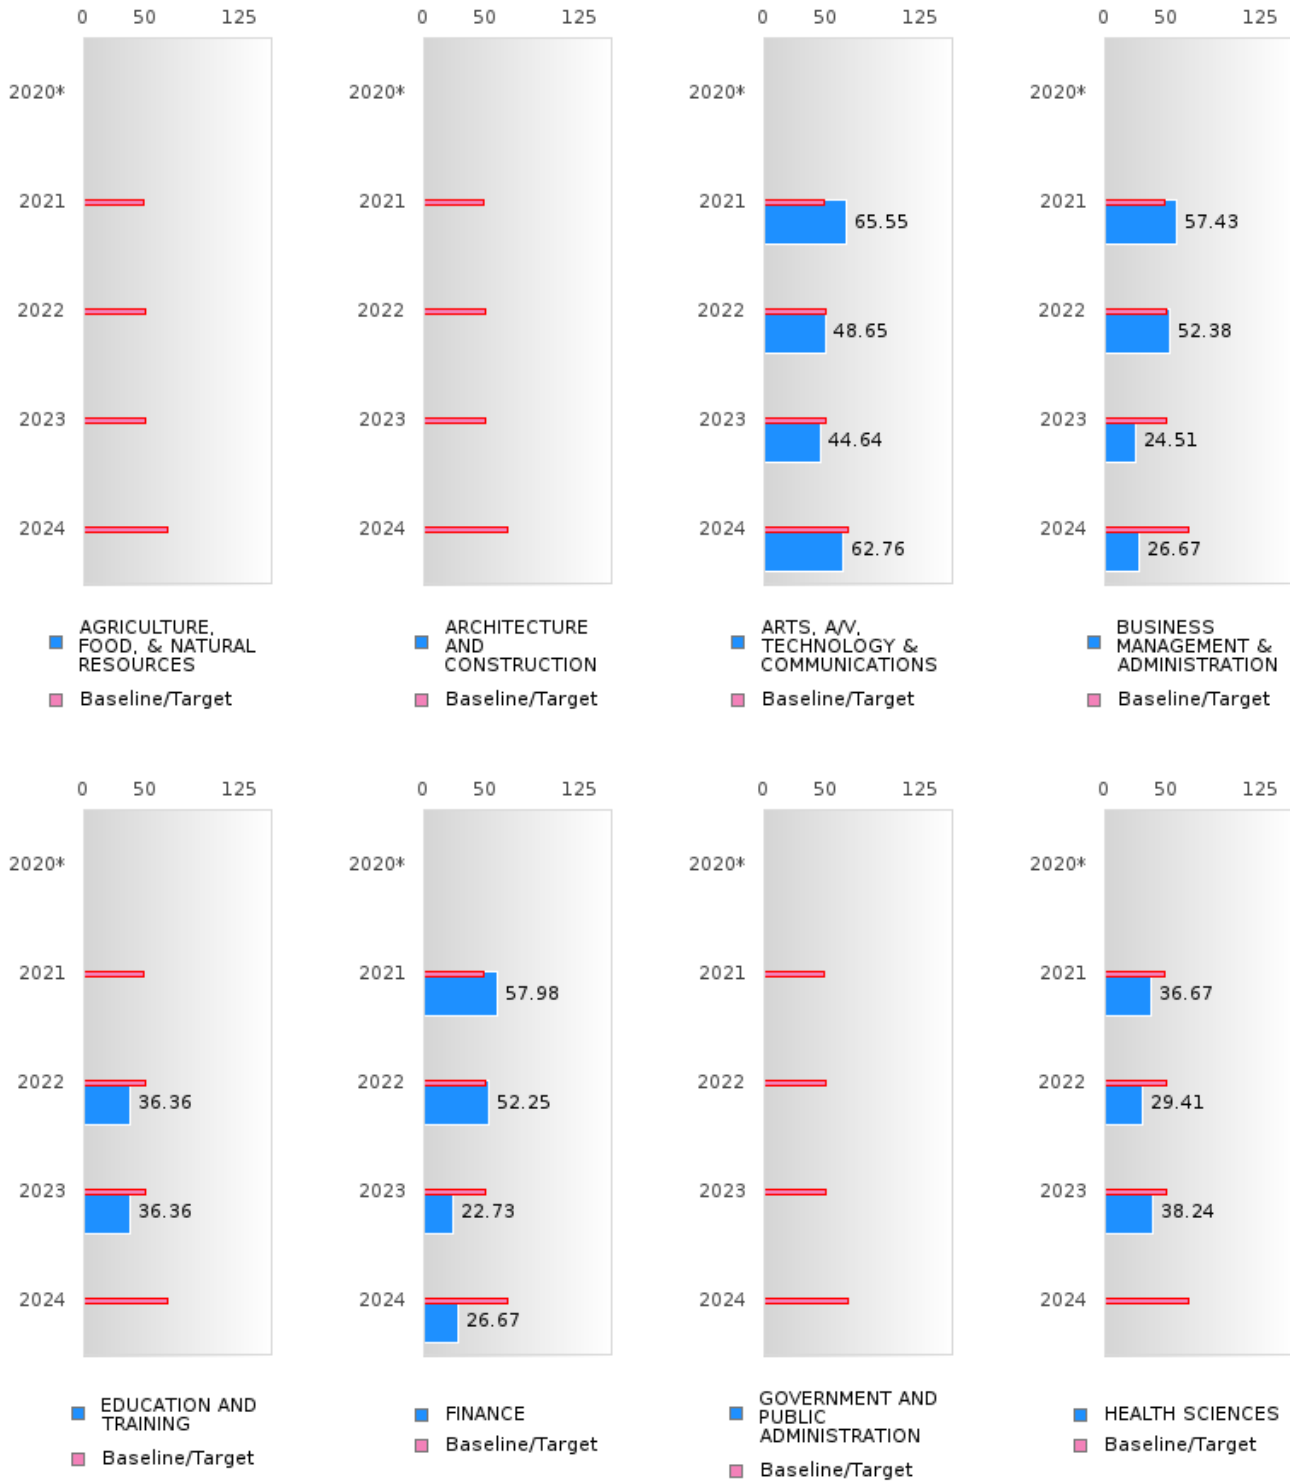 0 50 125 0 50 125 0 50 125 0 50 125
2020* 2020* 2020* 2020*
2021 2021 2021 65.55 2021 57.43
2022 2022 2022 48.65 2022 52.38
2023 2023 2023 44.64 2023 24.51
2024 2024 2024 62.76 2024 26.67
AGRICULTURE,
FOOD, & NATURAL
RESOURCES
Baseline/Target
ARCHITECTURE
AND
CONSTRUCTION
Baseline/Target
ARTS, A/V,
TECHNOLOGY &
COMMUNICATIONS
Baseline/Target
BUSINESS
MANAGEMENT &
ADMINISTRATION
Baseline/Target
0 50 125 0 50 125 0 50 125 0 50 125
2020* 2020* 2020* 2020*
2021 2021 57.98 2021 2021 36.67
2022 36.36 2022 52.25 2022 2022 29.41
2023 36.36 2023 22.73 2023 2023 38.24
2024 2024 26.67 2024 2024
EDUCATION AND
TRAINING
Baseline/Target
FINANCE
Baseline/Target
GOVERNMENT AND
PUBLIC
ADMINISTRATION
Baseline/Target
HEALTH SCIENCES
Baseline/Target